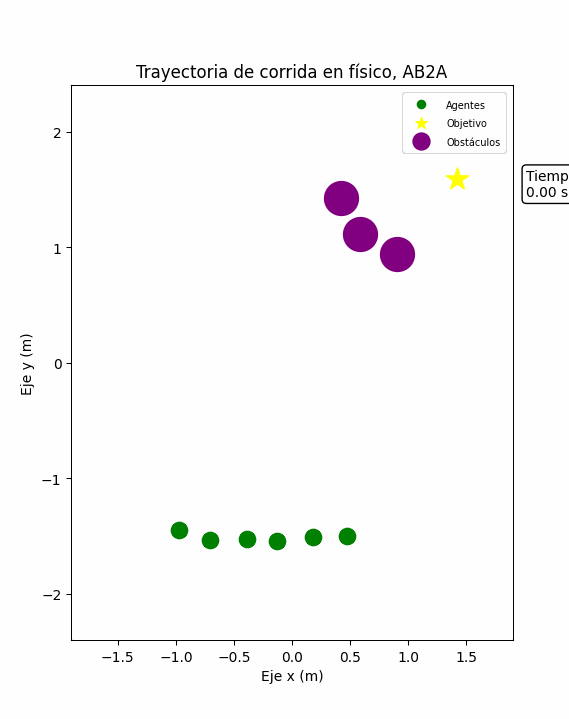 Trayectoria de corrida en físico, AB2A
Agentes
Objetivo
Obstáculos
Tiemp
0.00 s
Eje y (m)
2
1
0
−1
−2
−1.5
−1.0
−0.5
0.0
0.5
1.0
1.5
Eje x (m)